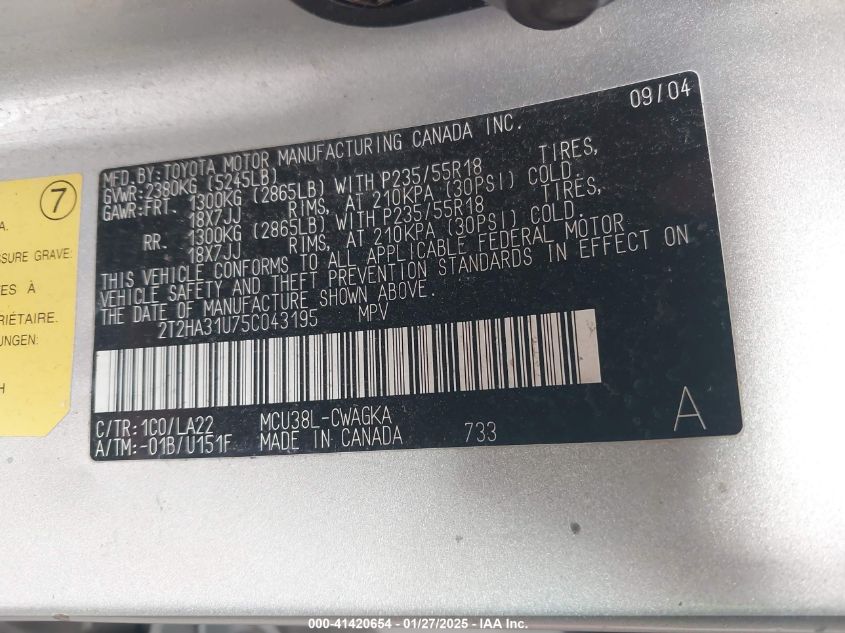 09/04
MFD.BY:TOYOTA MOTOR MANUFACTURING CANADA INC.
GVWR:2380KG (5245LB)
GAWR:FRT. 1300KG (2865LB) WITH P235/55R18 TIRES,
18X7JJ RIMS, AT 210KPA (30PSI) COLD.
RR. 1300KG (2865LB) WITH P235/55R18 TIRES,
18X7JJ RIMS, AT 210KPA (30PSI) COLD.
THIS VEHICLE CONFORMS TO ALL APPLICABLE FEDERAL MOTOR
VEHICLE SAFETY AND THEFT PREVENTION STANDARDS IN EFFECT ON
THE DATE OF MANUFACTURE SHOWN ABOVE.
2T2HA31U75C043195 MPV
C/TR:1C0/LA22 MCU38L-CWAGKA
A/TM:-01B/U151F MADE IN CANADA 733
A
7
A.
SSURE GRAVE:
ES À
RIÉTAIRE.
UNGEN:
H
000-41420654 - 01/27/2025 - IAA Inc.